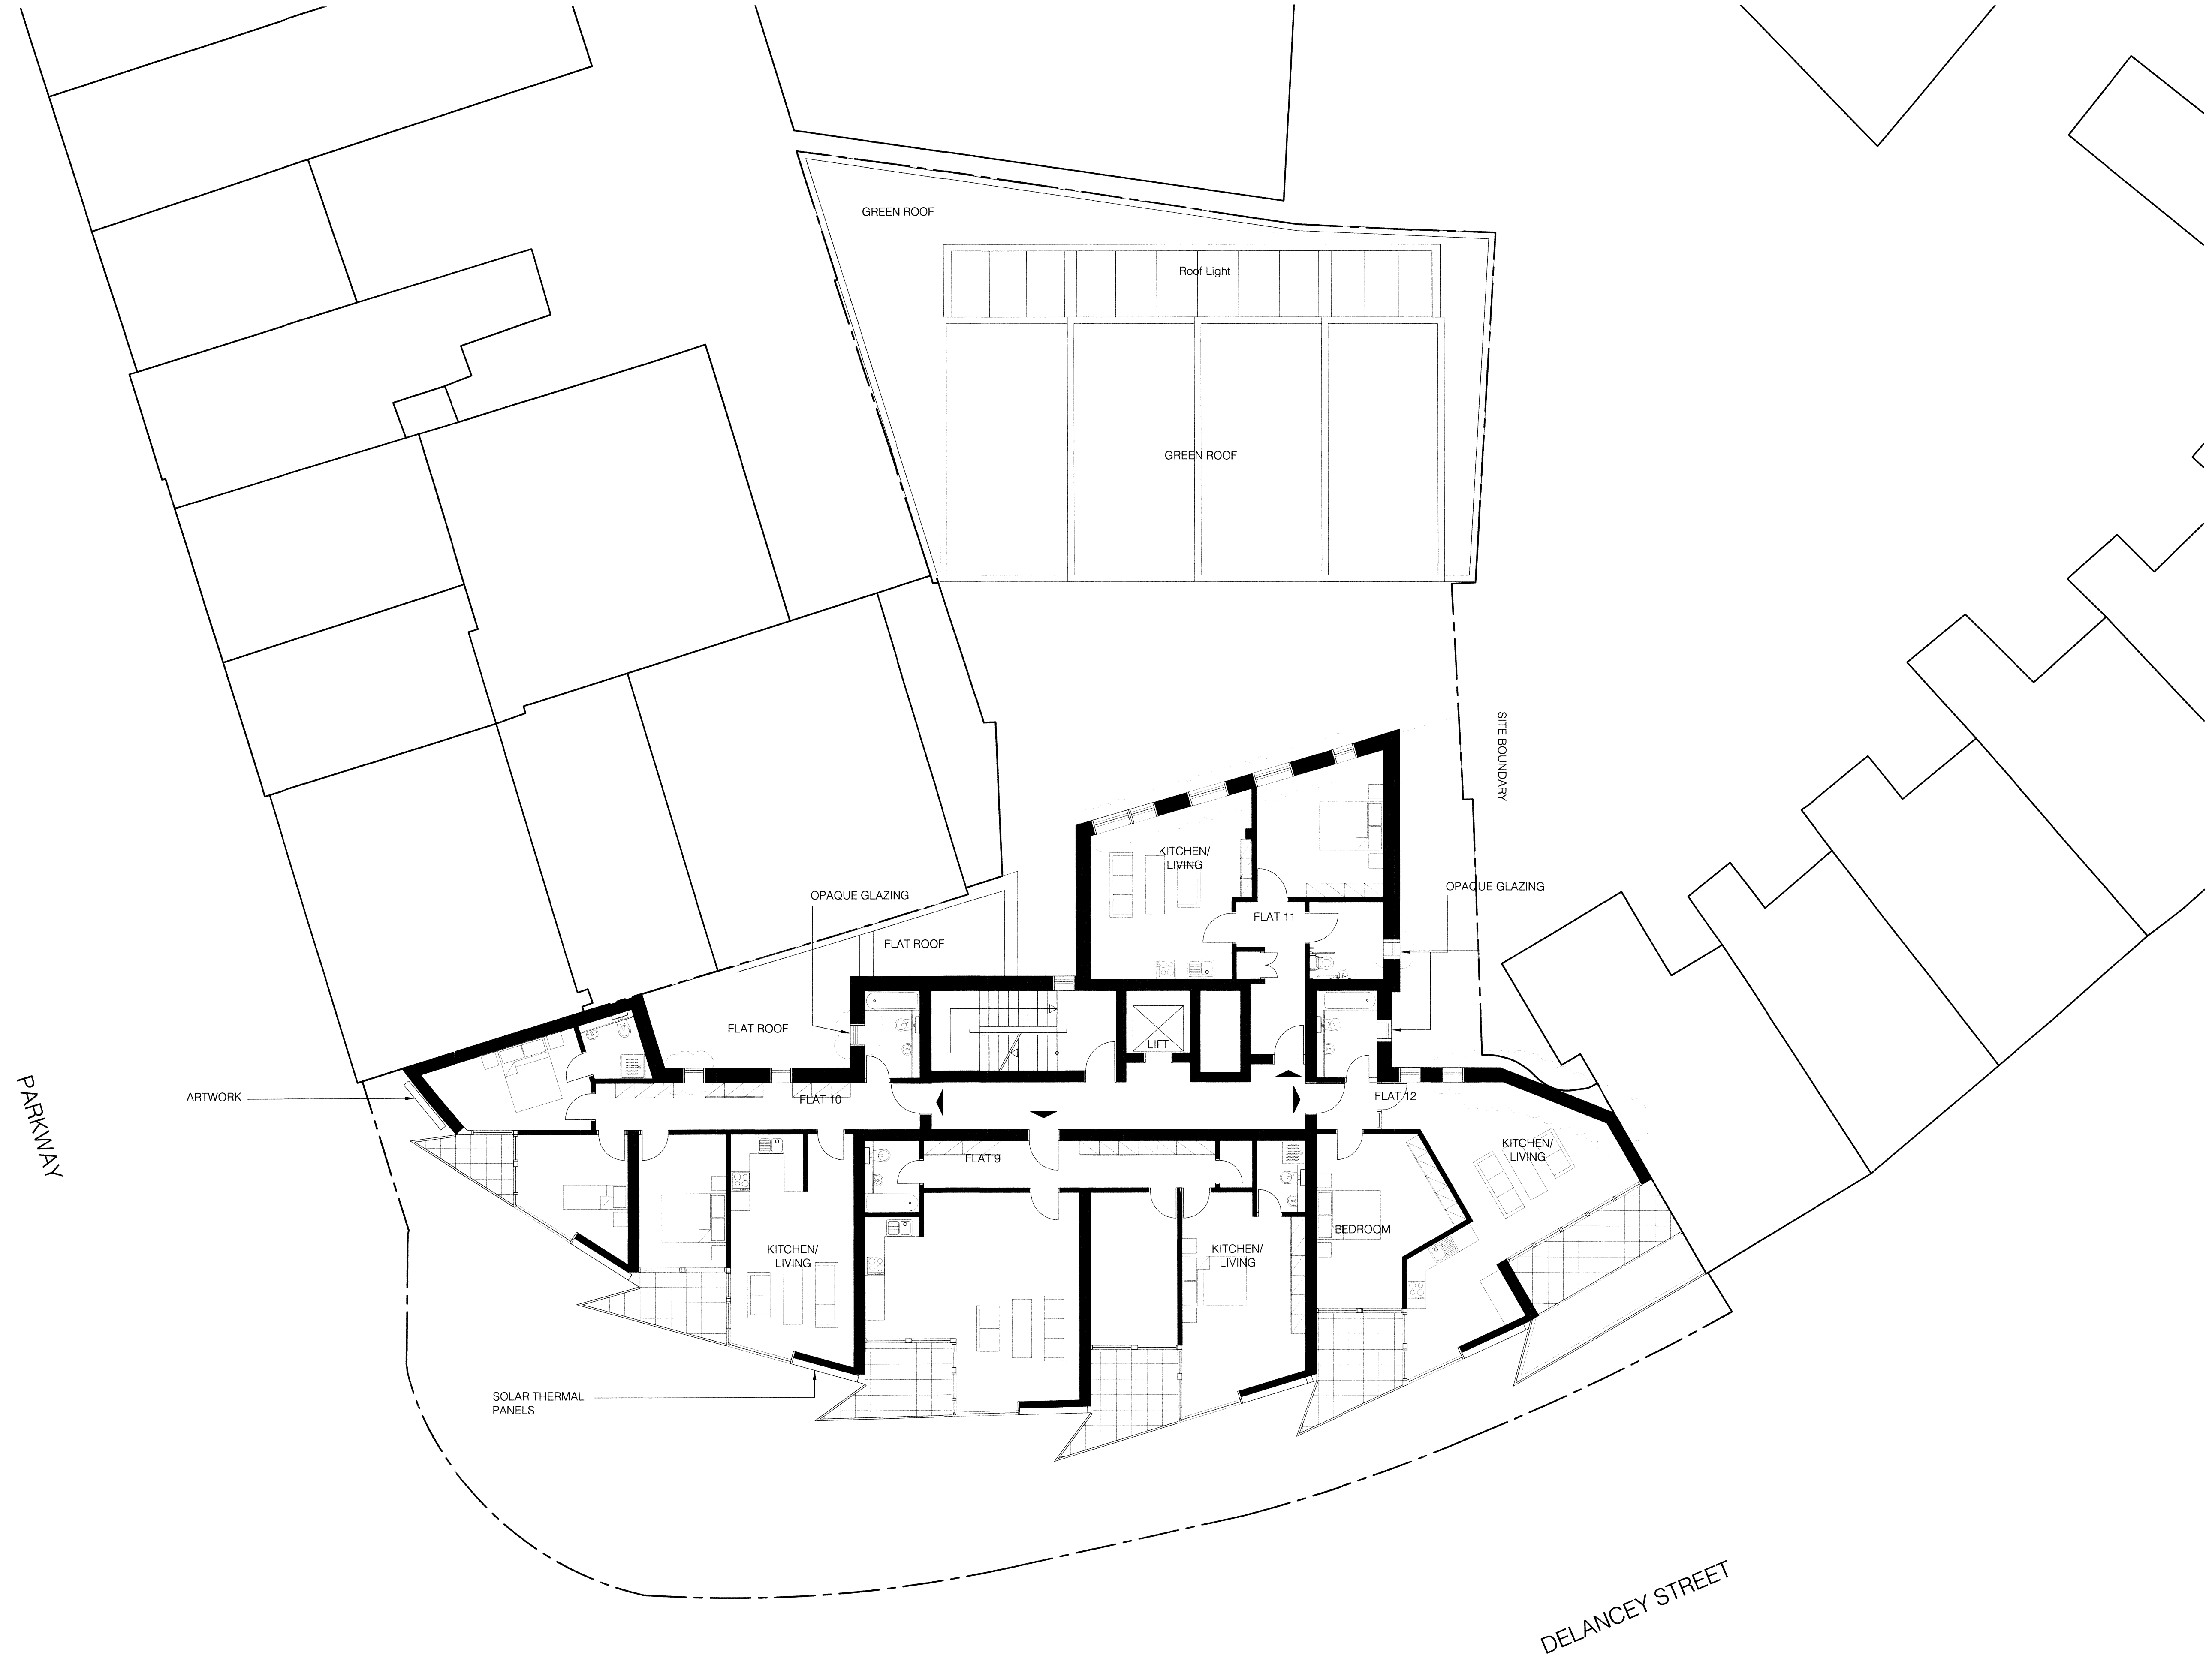 GREEN ROOF
Roof Light
GREEN ROOF
SITE BOUNDARY
KITCHEN/
LIVING
OPAQUE GLAZING
OPAQUE GLAZING
FLAT 11
FLAT ROOF
FLAT ROOF
LIFT
PARKWAY
ARTWORK
FLAT 10
FLAT 12
KITCHEN/
LIVING
FLAT 9
BEDROOM
KITCHEN/
LIVING
KITCHEN/
LIVING
SOLAR THERMAL
PANELS
DELANCEY STREET